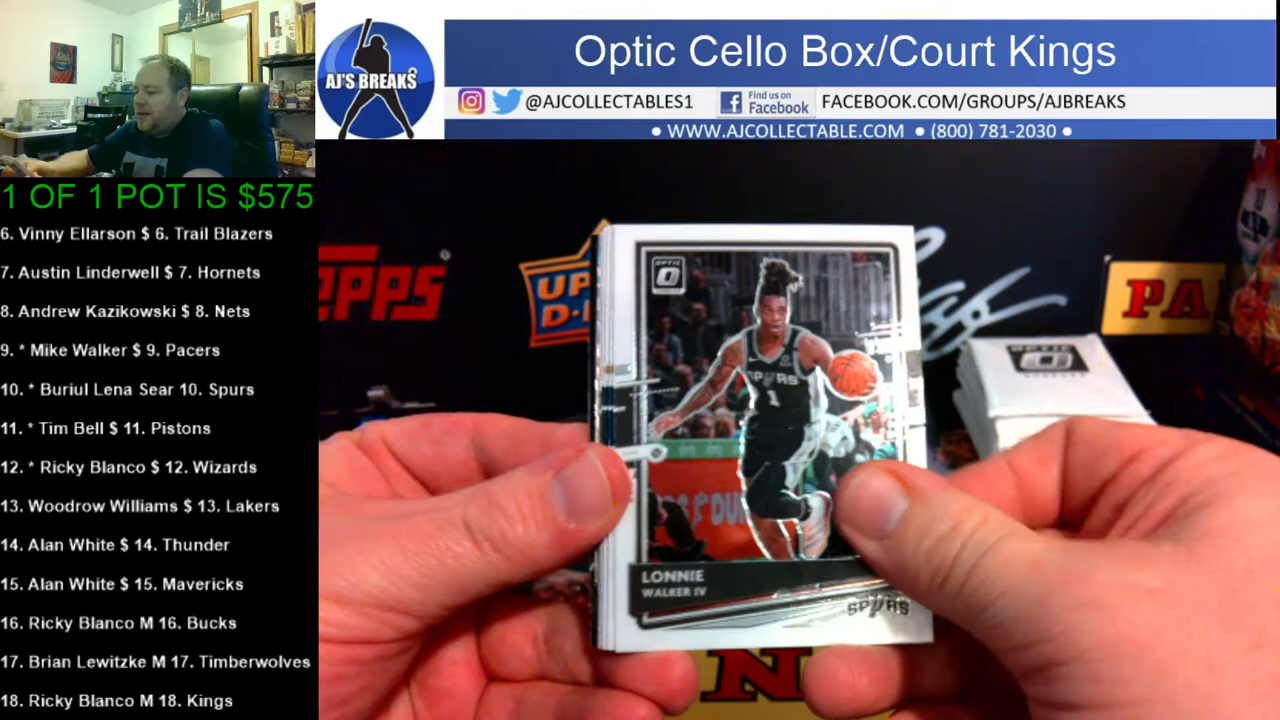 Optic Cello Box/Court Kings
AJ'S BREAKS
@AJCOLLECTABLES1
Find us on
Facebook
FACEBOOK.COM/GROUPS/AJBREAKS
• WWW.AJCOLLECTABLE.COM • (800) 781-2030 •
1 OF 1 POT IS $575
6. Vinny Ellarson $ 6. Trail Blazers
7. Austin Linderwell $ 7. Hornets
8. Andrew Kazikowski $ 8. Nets
9. * Mike Walker $ 9. Pacers
10. * Buriul Lena Sear 10. Spurs
11. * Tim Bell $ 11. Pistons
12. * Ricky Blanco $ 12. Wizards
13. Woodrow Williams $ 13. Lakers
14. Alan White $ 14. Thunder
15. Alan White $ 15. Mavericks
16. Ricky Blanco M 16. Bucks
17. Brian Lewitzke M 17. Timberwolves
18. Ricky Blanco M 18. Kings
OPTIC
SPURS
1
LONNIE
WALKER IV
SPURS
OPTIC